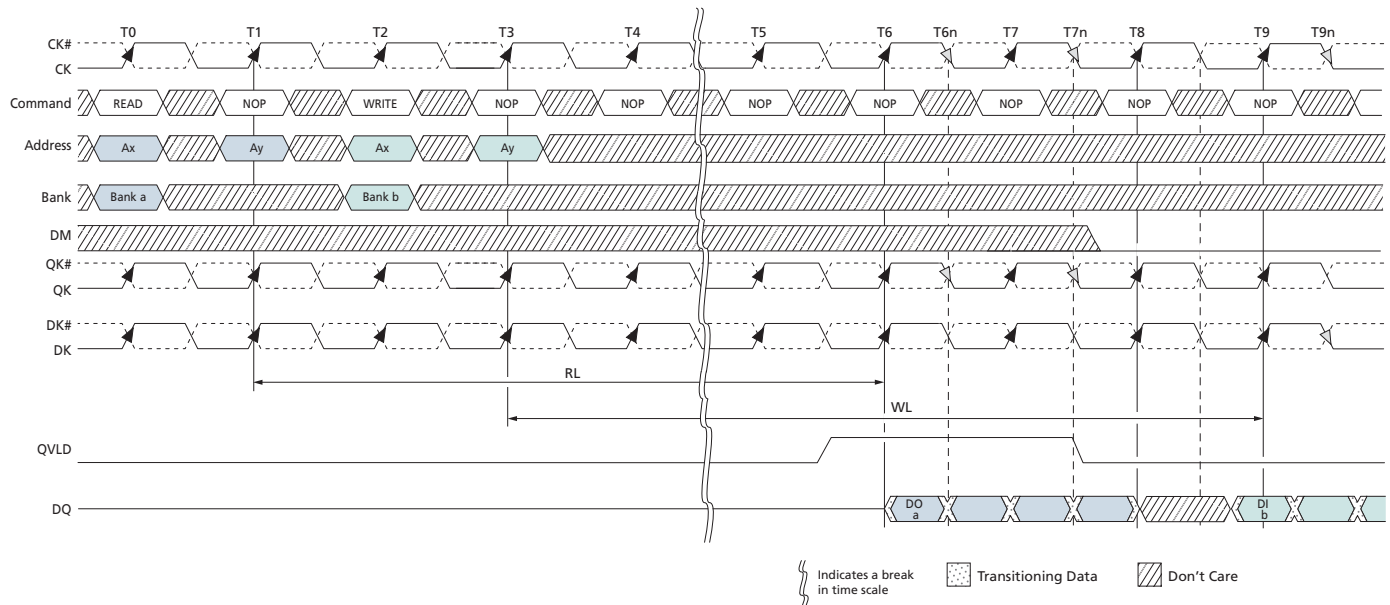 T0 T1 T2 T3 T4 T5 T6 T6n T7 T7n T8 T9 T9n
CK#
CK
Command READ NOP WRITE NOP NOP NOP NOP NOP NOP NOP
Address Ax Ay Ax Ay
Bank Bank a Bank b
DM
QK#
QK
DK#
DK
RL
WL
QVLD
DQ DO DI
a b
Indicates a break Transitioning Data Don't Care
in time scale